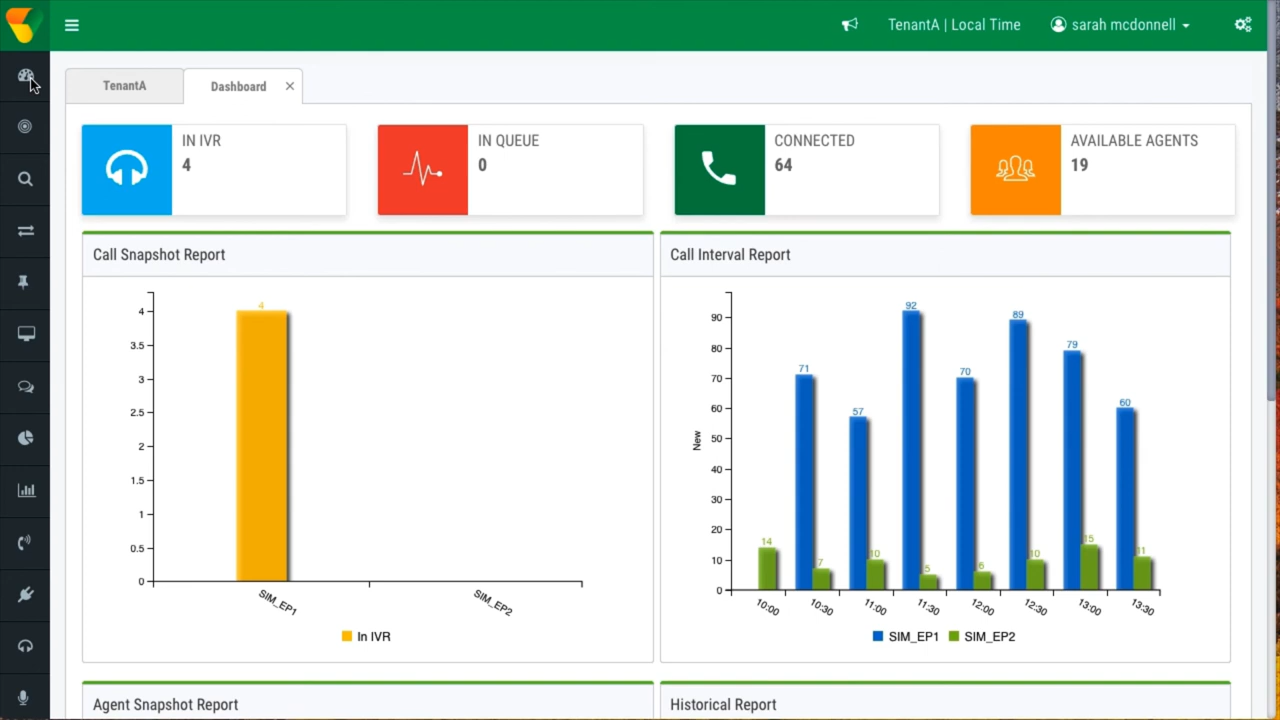 TenantA | Local Time
sarah mcdonnell
TenantA
Dashboard
IN IVR
4
IN QUEUE
0
CONNECTED
64
AVAILABLE AGENTS
19
Call Snapshot Report
4
3.5
3
2.5
2
1.5
1
0.5
0
4
SIM_EP1
SIM_EP2
In IVR
Call Interval Report
New
90
80
70
60
50
40
30
20
10
0
14
71
7
57
10
92
5
70
6
89
10
79
15
60
11
10:00
10:30
11:00
11:30
12:00
12:30
13:00
13:30
SIM_EP1
SIM_EP2
Agent Snapshot Report
Historical Report